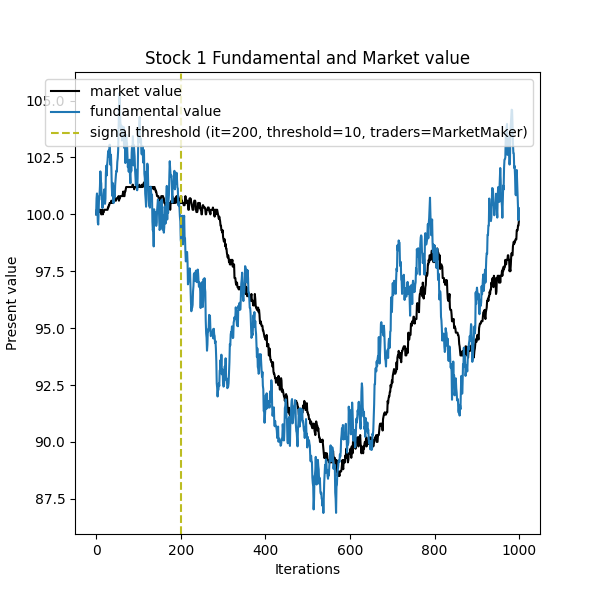 Stock 1 Fundamental and Market value
market value
fundamental value
signal threshold (it=200, threshold=10, traders=MarketMaker)
105.0
102.5
100.0
97.5
95.0
92.5
90.0
87.5
Present value
0 200 400 600 800 1000
Iterations